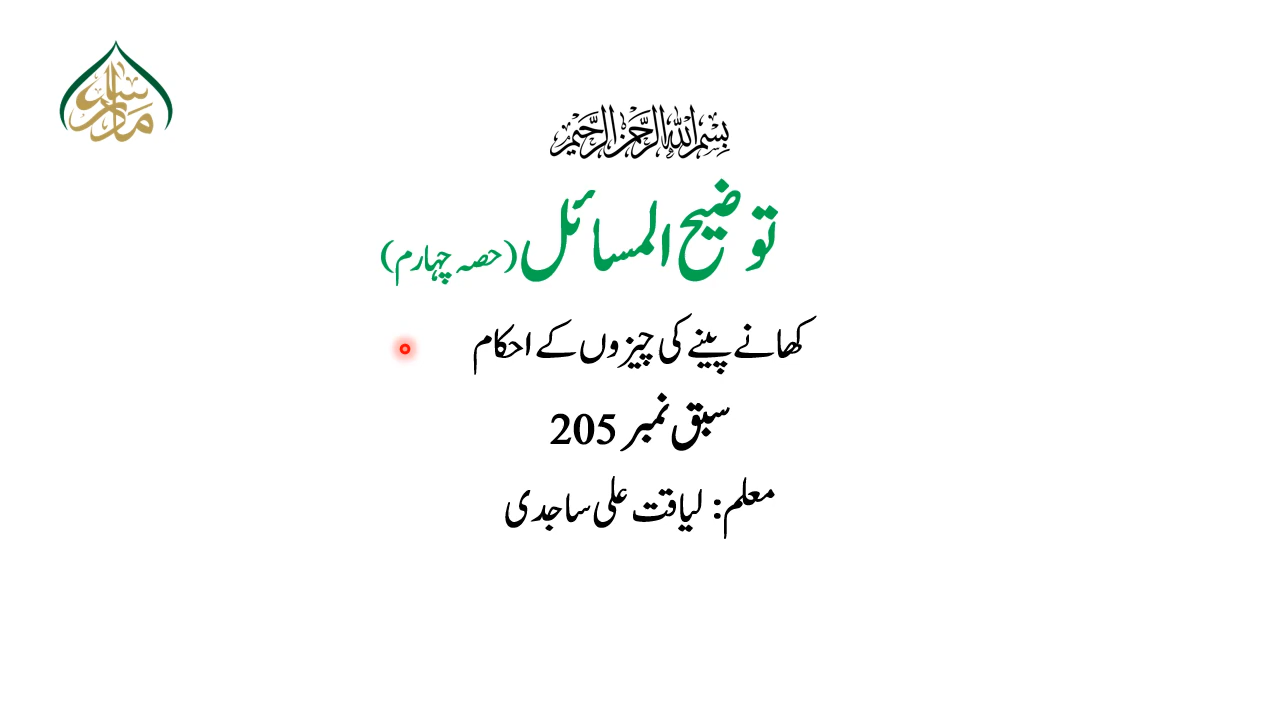 بسم اللہ الرحمن الرحیم
توضیح المسائل (حصہ چہارم)
کھانے پینے کی چیزوں کے احکام
سبق نمبر 205
معلم: لیاقت علی ساجدی